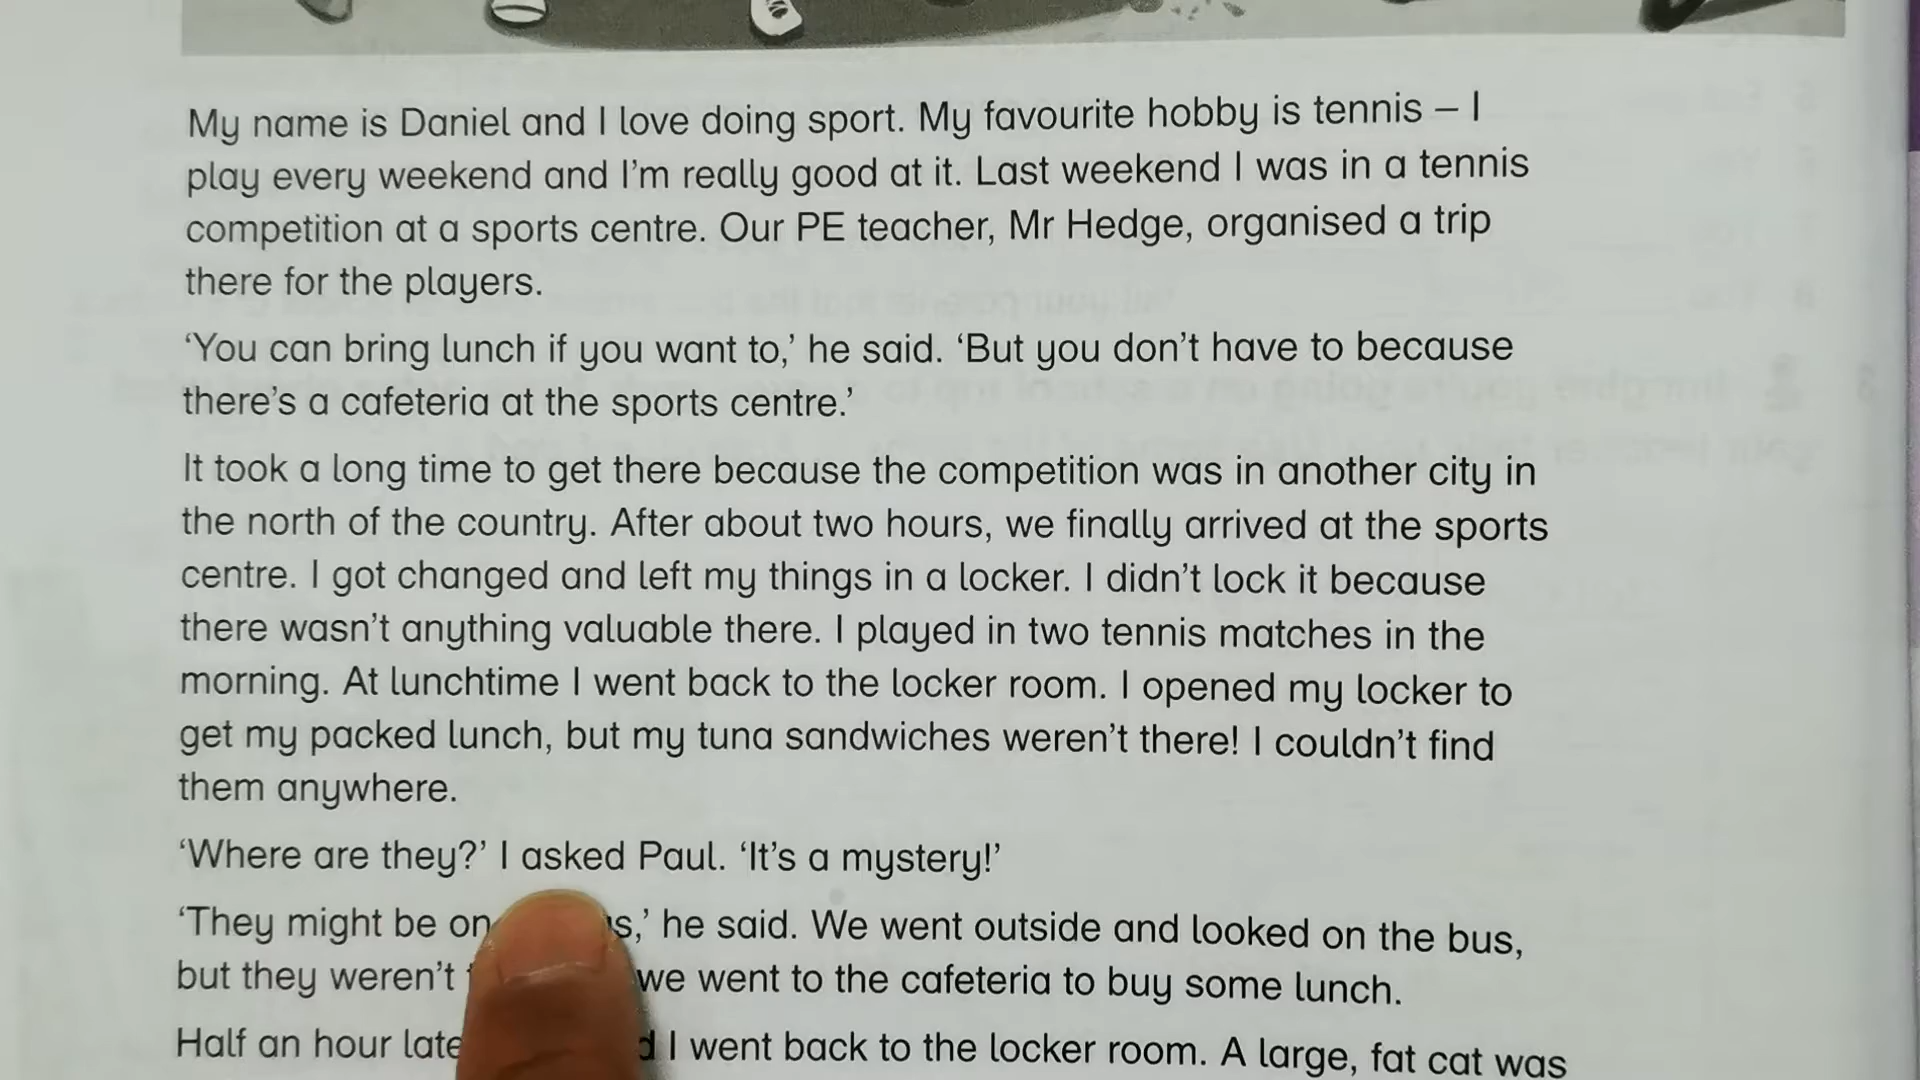 My name is Daniel and I love doing sport. My favourite hobby is tennis – I
play every weekend and I'm really good at it. Last weekend I was in a tennis
competition at a sports centre. Our PE teacher, Mr Hedge, organised a trip
there for the players.
‘You can bring lunch if you want to,’ he said. ‘But you don't have to because
there's a cafeteria at the sports centre.’
It took a long time to get there because the competition was in another city in
the north of the country. After about two hours, we finally arrived at the sports
centre. I got changed and left my things in a locker. I didn't lock it because
there wasn't anything valuable there. I played in two tennis matches in the
morning. At lunchtime I went back to the locker room. I opened my locker to
get my packed lunch, but my tuna sandwiches weren't there! I couldn't find
them anywhere.
‘Where are they?’ I asked Paul. ‘It's a mystery!’
‘They might be on he said. We went outside and looked on the bus,
but they weren't we went to the cafeteria to buy some lunch.
Half an hour I went back to the locker room. A large, fat cat was